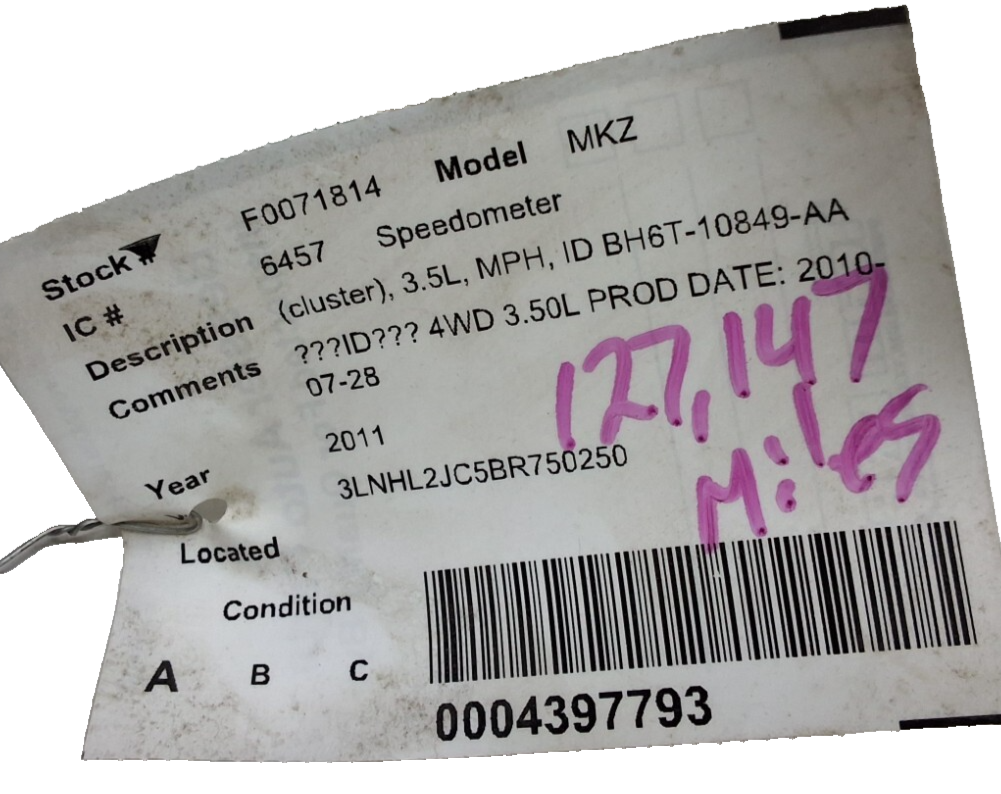 Stock # F0071814 Model MKZ
IC # 6457 Speedometer
Description (cluster), 3.5L, MPH, ID BH6T-10849-AA
Comments ???ID??? 4WD 3.50L PROD DATE: 2010-
07-28
127,147
Miles
Year 2011
3LNHL2JC5BR750250
Located
Condition
A B C
0004397793